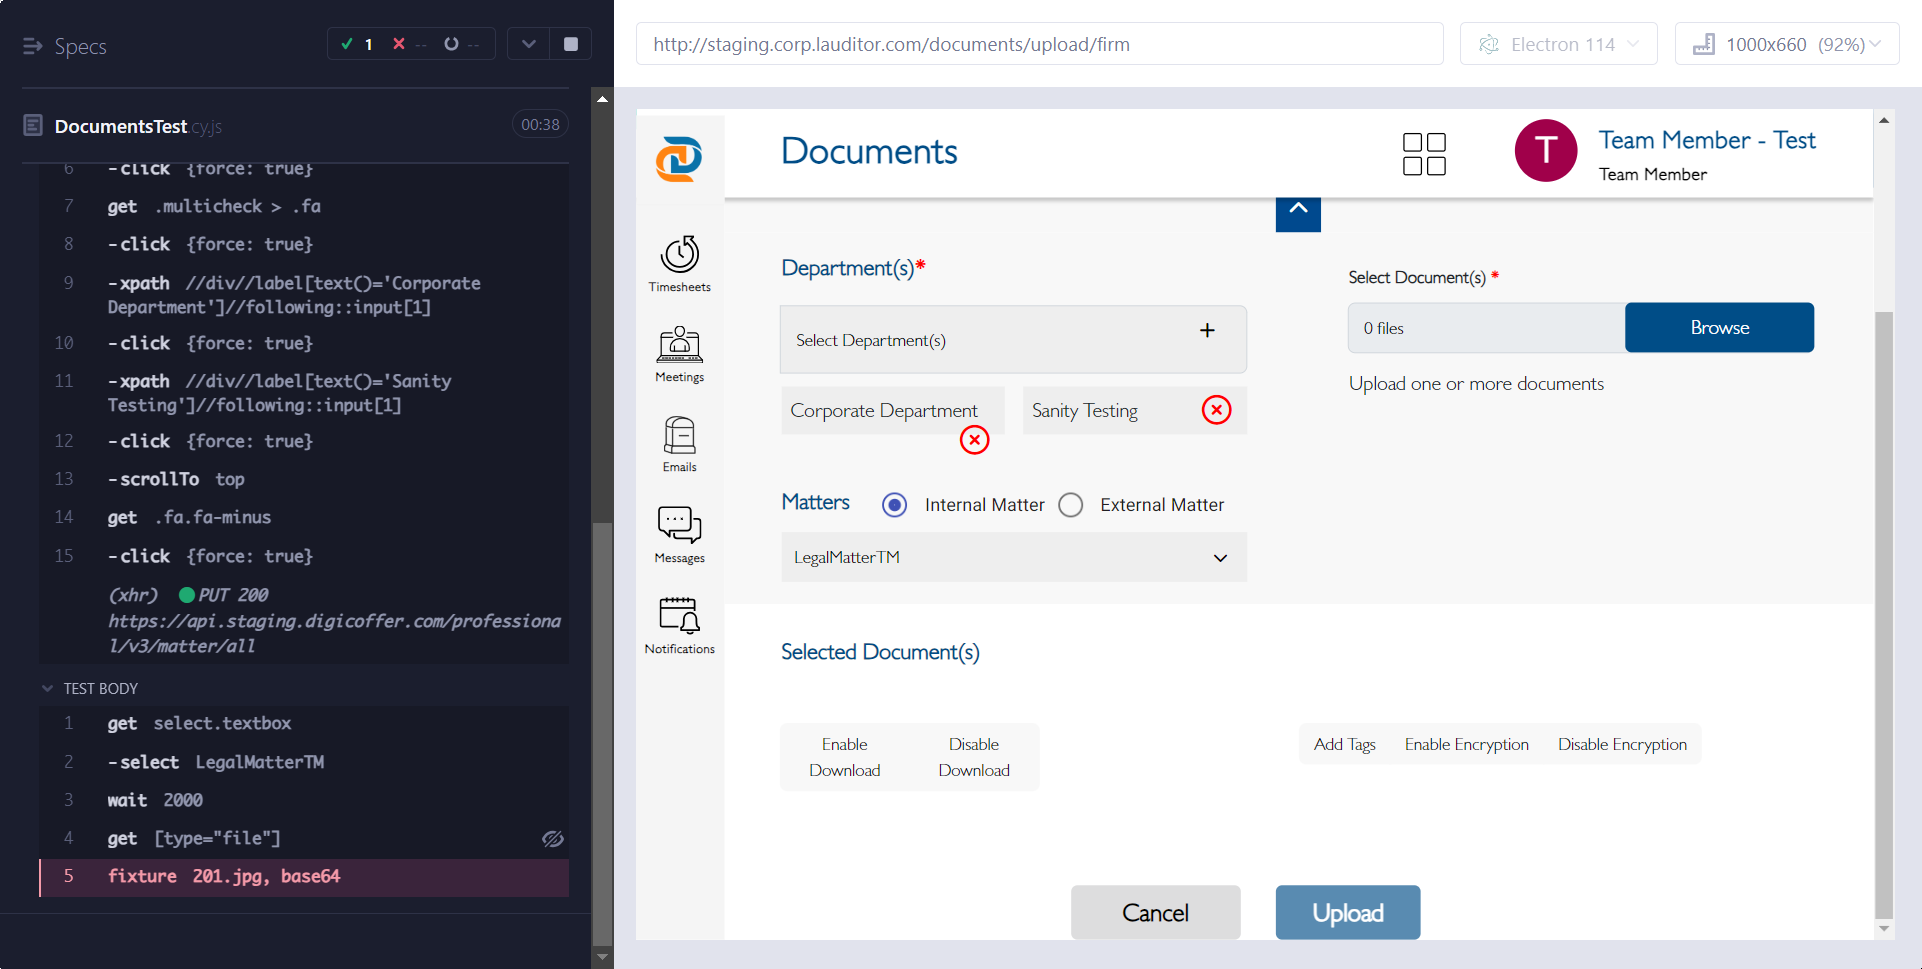 Specs
1
--
--
DocumentsTest.cy.js
00:38
6 -click {force: true}
7 get .multicheck > .fa
8 -click {force: true}
9 -xpath //div//label[text()='Corporate
Department']//following::input[1]
10 -click {force: true}
11 -xpath //div//label[text()='Sanity
Testing']//following::input[1]
12 -click {force: true}
13 -scrollTo top
14 get .fa.fa-minus
15 -click {force: true}
(xhr) PUT 200
https://api.staging.digicoffer.com/professiona
l/v3/matter/all
TEST BODY
1 get select.textbox
2 -select LegalMatterTM
3 wait 2000
4 get [type="file"]
5 fixture 201.jpg, base64
http://staging.corp.lauditor.com/documents/upload/firm
Electron 114
1000x660 (92%)
Timesheets
Meetings
Emails
Messages
Notifications
Documents
T
Team Member - Test
Team Member
Department(s)*
Select Department(s) +
Corporate Department
Sanity Testing
Matters Internal Matter External Matter
LegalMatterTM
Select Document(s) *
0 files Browse
Upload one or more documents
Selected Document(s)
Enable
Download
Disable
Download
Add Tags Enable Encryption Disable Encryption
Cancel Upload